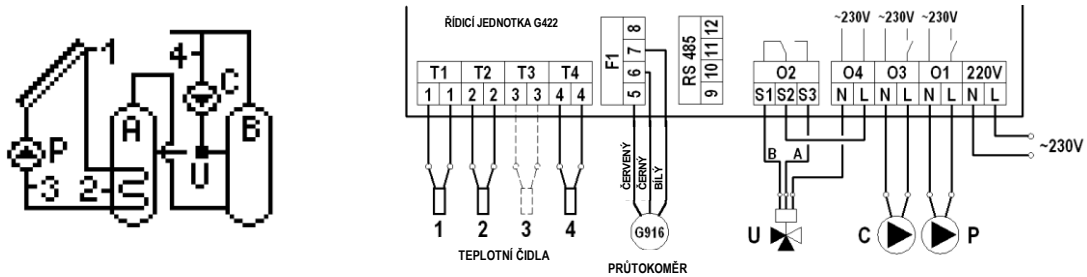 1
4
C
A
B
P
U
3
2
ŘÍDICÍ JEDNOTKA G422
~230V ~230V ~230V
F1
5 6 7 8
RS 485
9 10 11 12
T1 T2 T3 T4
1 1 2 2 3 3 4 4
O2 O4 O3 O1 220V
S1 S2 S3 N L N L N L N L
B A
~230V
ČERVENÝ
ČERNÝ
BÍLÝ
1 2 3 4
G916
U C P
TEPLOTNÍ ČIDLA
PRŮTOKOMĚR